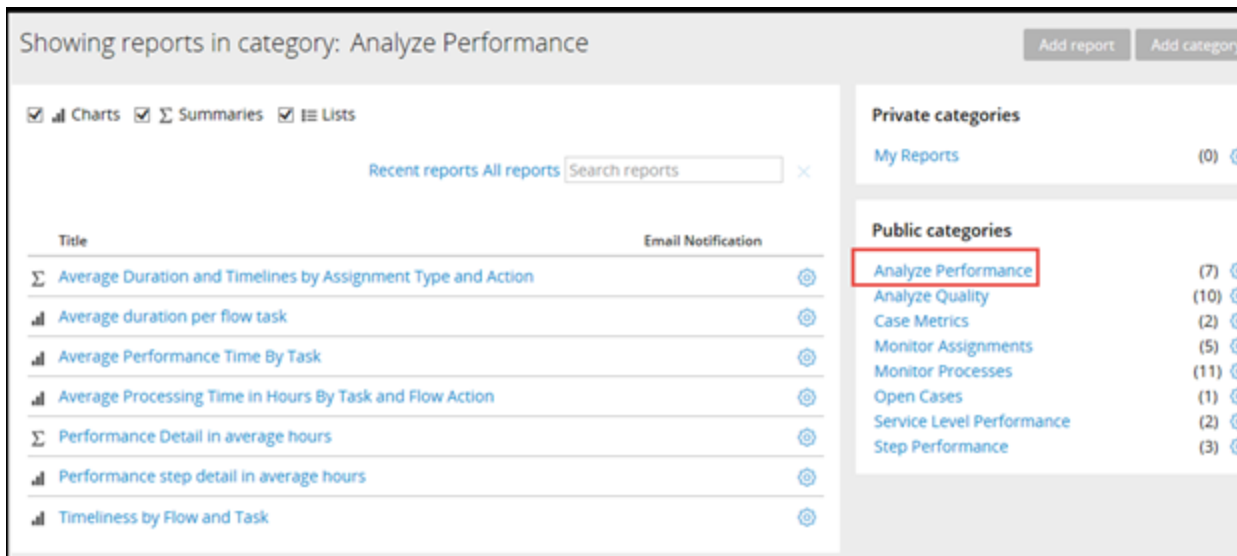 Showing reports in category: Analyze Performance
Add report Add category
Charts Σ Summaries Lists
Recent reports All reports Search reports
Title Email Notification
Σ Average Duration and Timelines by Assignment Type and Action
Average duration per flow task
Average Performance Time By Task
Average Processing Time in Hours By Task and Flow Action
Σ Performance Detail in average hours
Performance step detail in average hours
Timeliness by Flow and Task
Private categories
My Reports (0)
Public categories
Analyze Performance (7)
Analyze Quality (10)
Case Metrics (2)
Monitor Assignments (5)
Monitor Processes (11)
Open Cases (1)
Service Level Performance (2)
Step Performance (3)